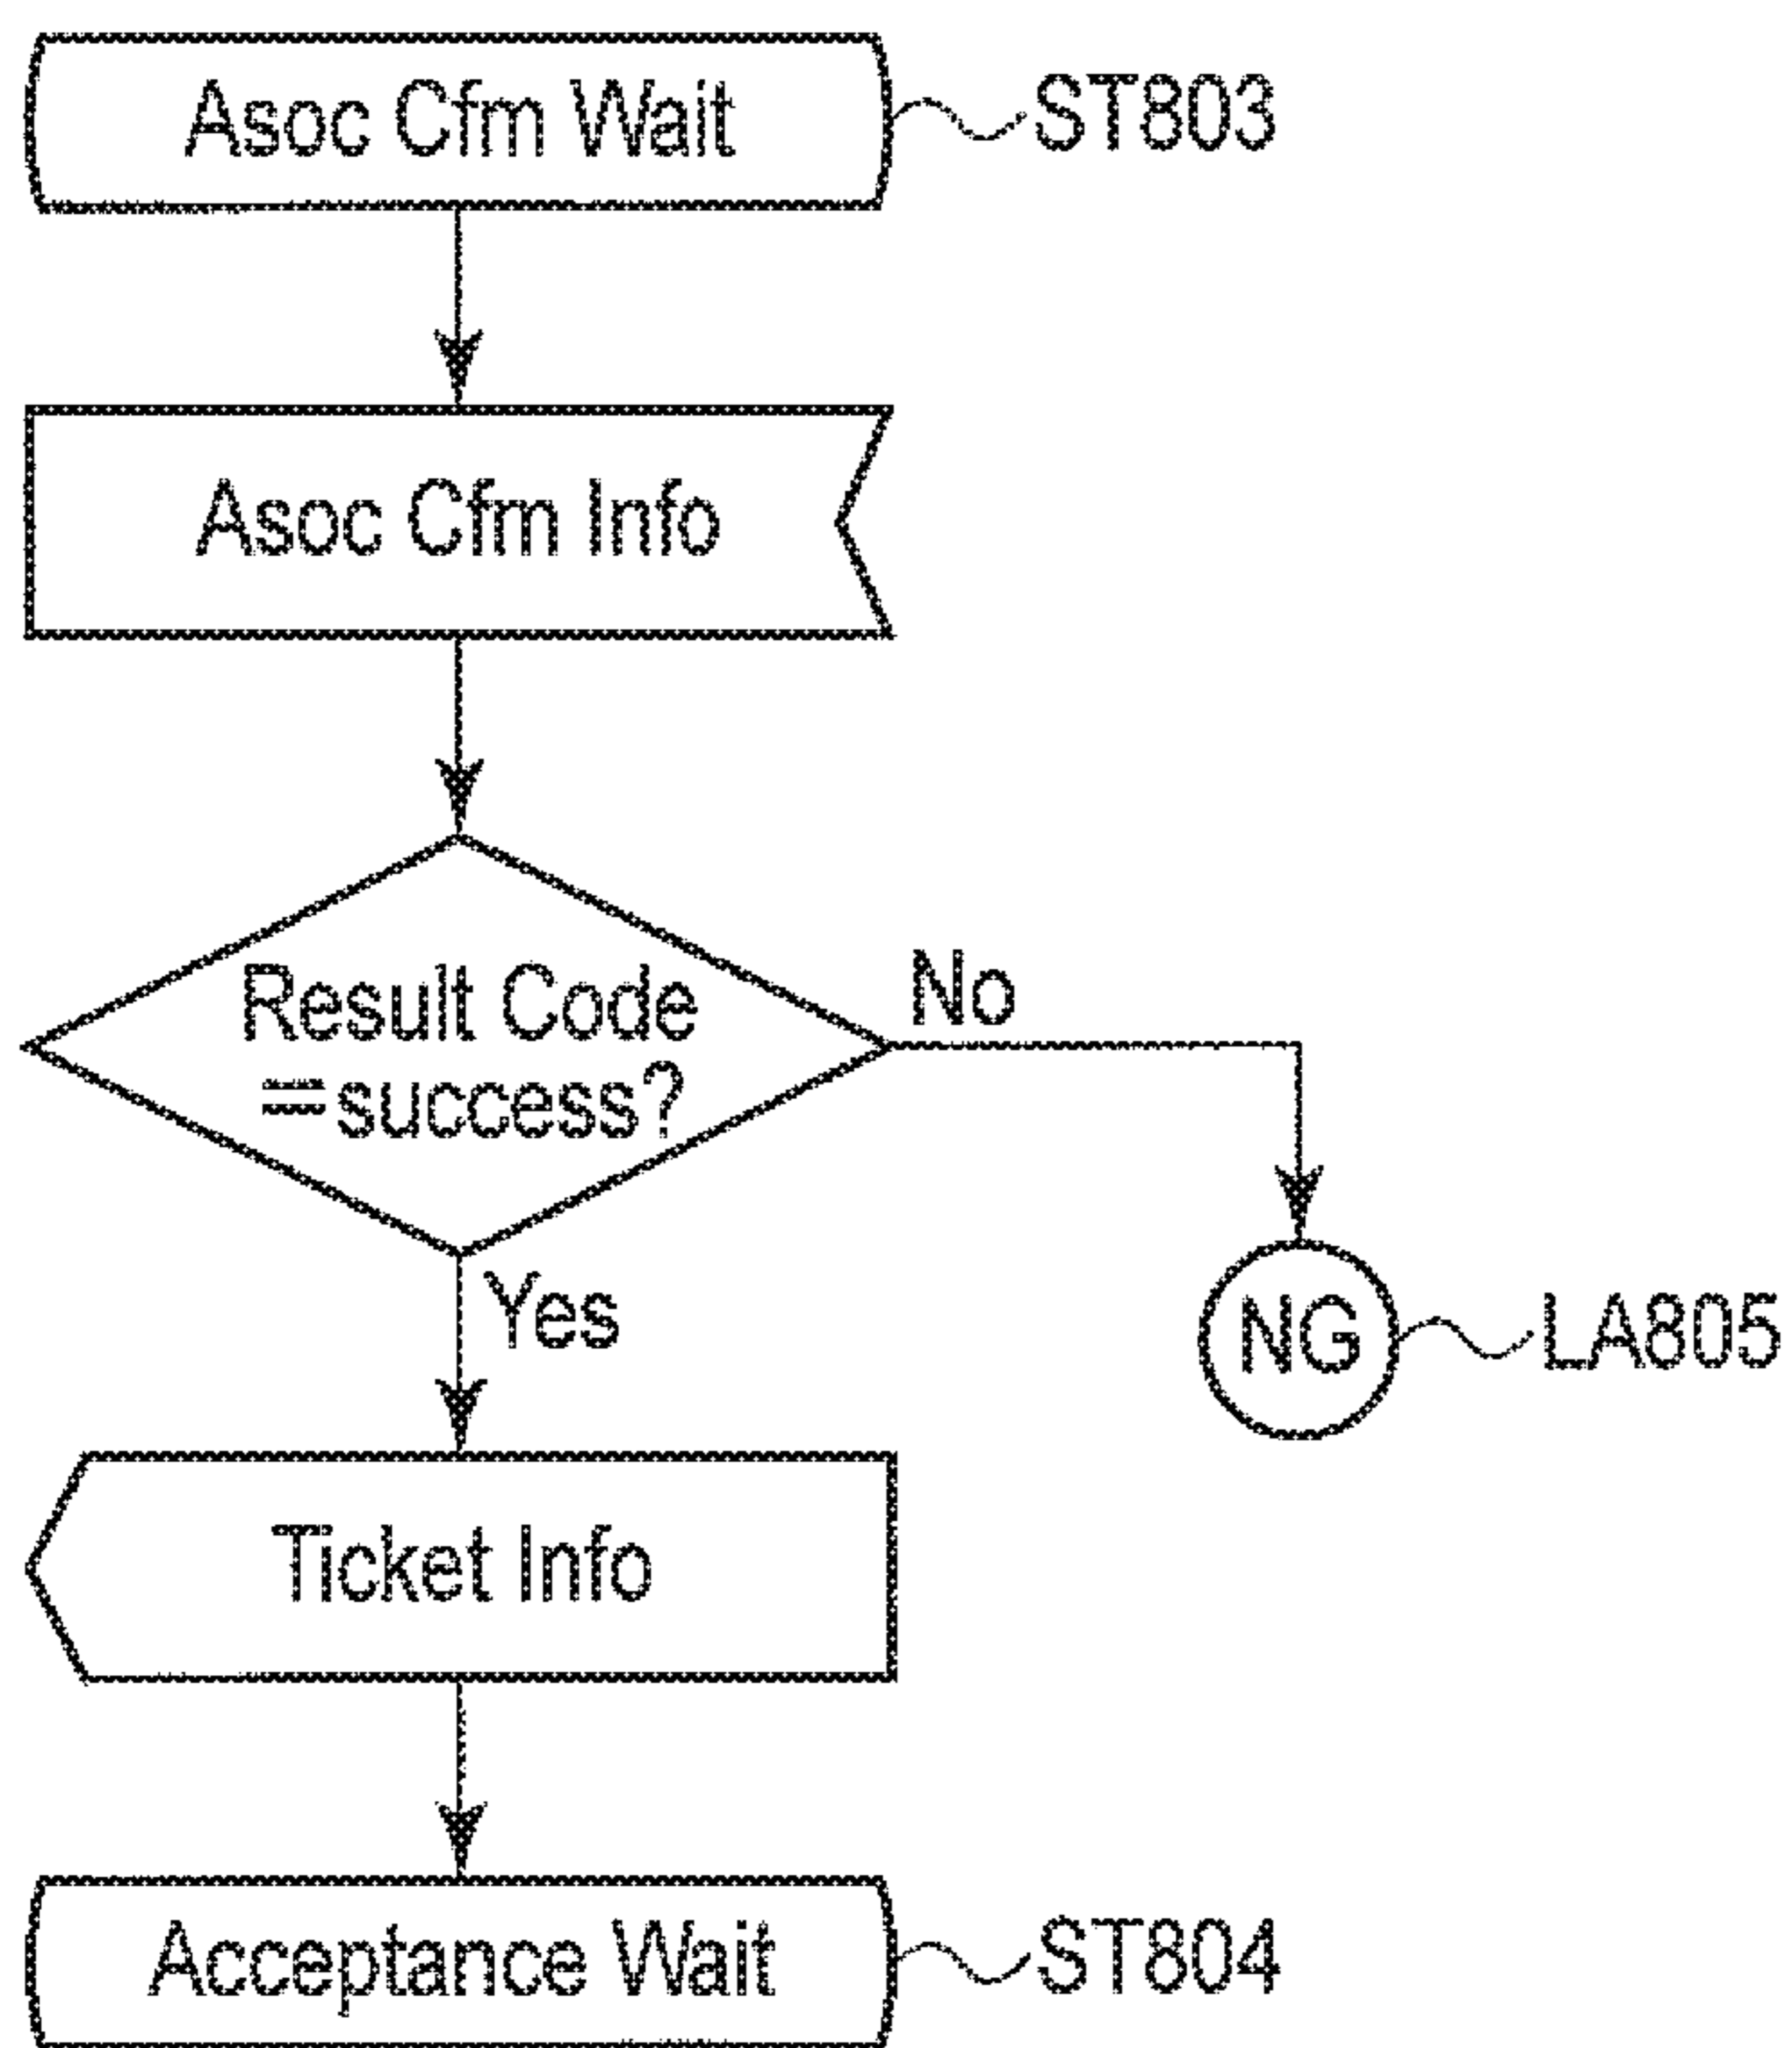 Asoc Cfm Wait
ST803
Asoc Cfm Info
Result Code
=success?
No
Yes
NG
LA805
Ticket Info
Acceptance Wait
ST804